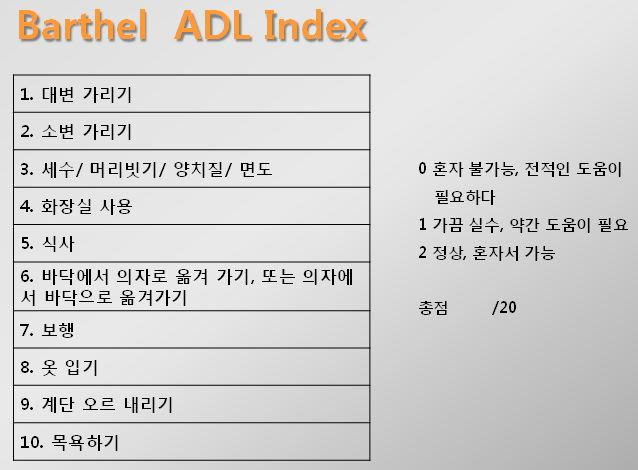 Barthel ADL Index
1. 대변 가리기
2. 소변 가리기
3. 세수/ 머리빗기/ 양치질/ 면도
4. 화장실 사용
5. 식사
6. 바닥에서 의자로 옮겨 가기, 또는 의자에
서 바닥으로 옮겨가기
7. 보행
8. 옷 입기
9. 계단 오르 내리기
10. 목욕하기
0 혼자 불가능, 전적인 도움이
필요하다
1 가끔 실수, 약간 도움이 필요
2 정상, 혼자서 가능
총점 /20